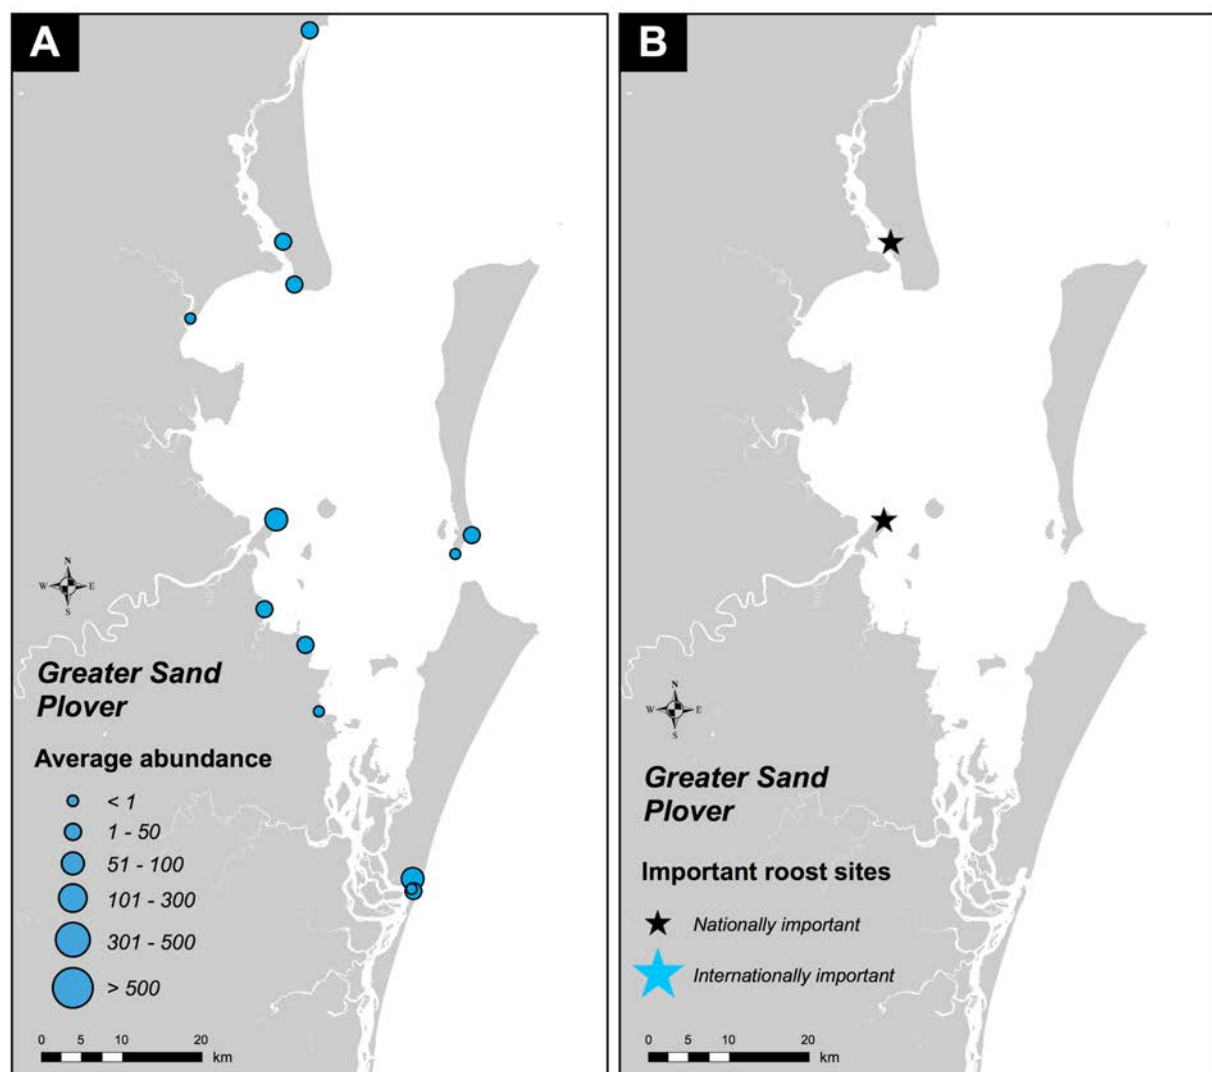 A
N
W E
S
Greater Sand
Plover
Average abundance
< 1
1 - 50
51 - 100
101 - 300
301 - 500
> 500
0 5 10 20
km
B
N
W E
S
Greater Sand
Plover
Important roost sites
Nationally important
Internationally important
0 5 10 20
km